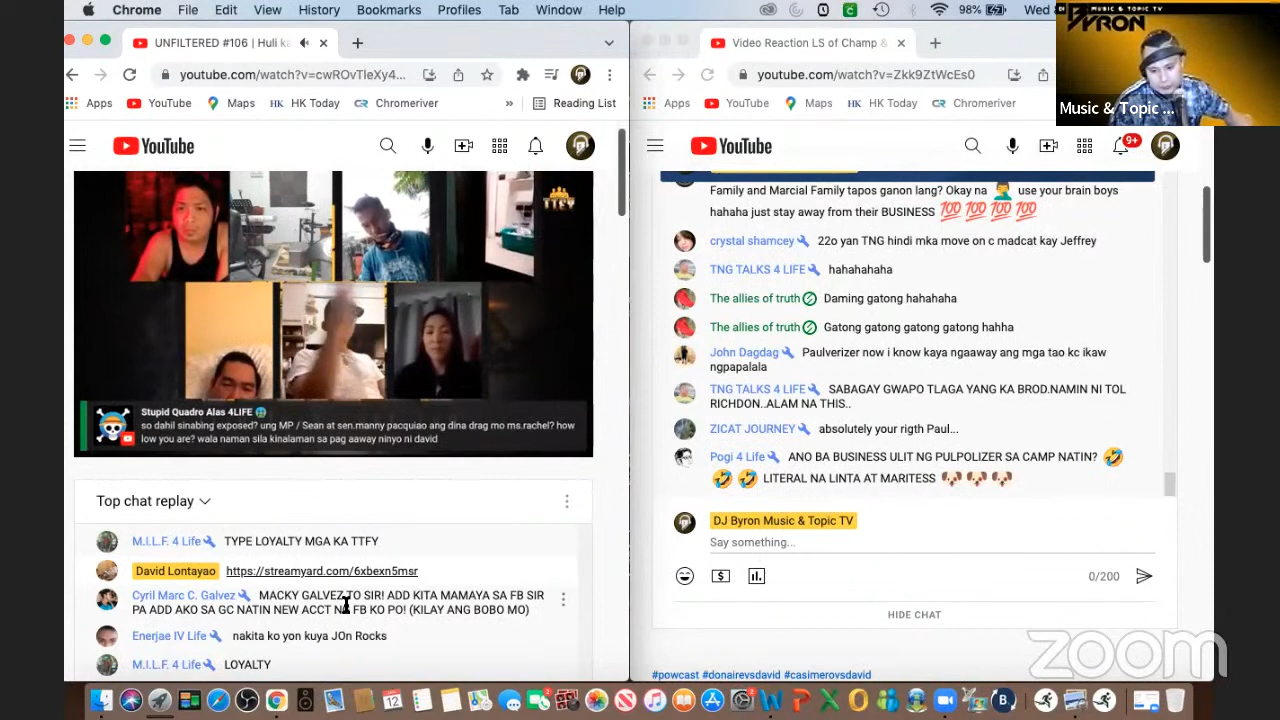 Chrome File Edit View History Bookmarks Profiles Tab Window Help
98%
UNFILTERED #106 | Huli ka
Video Reaction LS of Champ &
youtube.com/watch?v=cwROvTleXy4...
youtube.com/watch?v=Zkk9ZtWcEs0
Apps YouTube Maps HK Today Chromeriver » Reading List
Apps YouTube Maps HK Today Chromeriver
MUSIC & TOPIC TV
BYRON
Music & Topic ...
YouTube
YouTube
9+
TTFY
Stupid Quadro Alas 4LIFE
so dahil sinabing exposed? ung MP / Sean at sen.manny pacquiao ang dina drag mo ms.rachel? how
low you are? wala naman sila kinalaman sa pag aaway ninyo ni david
Top chat replay
M.I.L.F. 4 Life TYPE LOYALTY MGA KA TTFY
David Lontayao https://streamyard.com/6xbexn5msr
Cyril Marc C. Galvez MACKY GALVEZ TO SIR! ADD KITA MAMAYA SA FB SIR
PA ADD AKO SA GC NATIN NEW ACCT NA FB KO PO! (KILAY ANG BOBO MO)
Enerjae IV Life nakita ko yon kuya JOn Rocks
M.I.L.F. 4 Life LOYALTY
Family and Marcial Family tapos ganon lang? Okay na 🤦‍♂️ use your brain boys
hahaha just stay away from their BUSINESS 💯 💯 💯 💯
crystal shamcey 22o yan TNG hindi mka move on c madcat kay Jeffrey
TNG TALKS 4 LIFE hahahahaha
The allies of truth Daming gatong hahahaha
The allies of truth Gatong gatong gatong gatong hahha
John Dagdag Paulverizer now i know kaya ngaaway ang mga tao kc ikaw
ngpapalala
TNG TALKS 4 LIFE SABAGAY GWAPO TLAGA YANG KA BROD.NAMIN NI TOL
RICHDON..ALAM NA THIS..
ZICAT JOURNEY absolutely your rigth Paul...
Pogi 4 Life ANO BA BUSINESS ULIT NG PULPOLIZER SA CAMP NATIN? 🤣
🤣 🤣 LITERAL NA LINTA AT MARITESS 🐶 🐶 🐶
DJ Byron Music & Topic TV
Say something...
0/200
HIDE CHAT
#powcast #donairevsdavid #casimerovsdavid
zoom